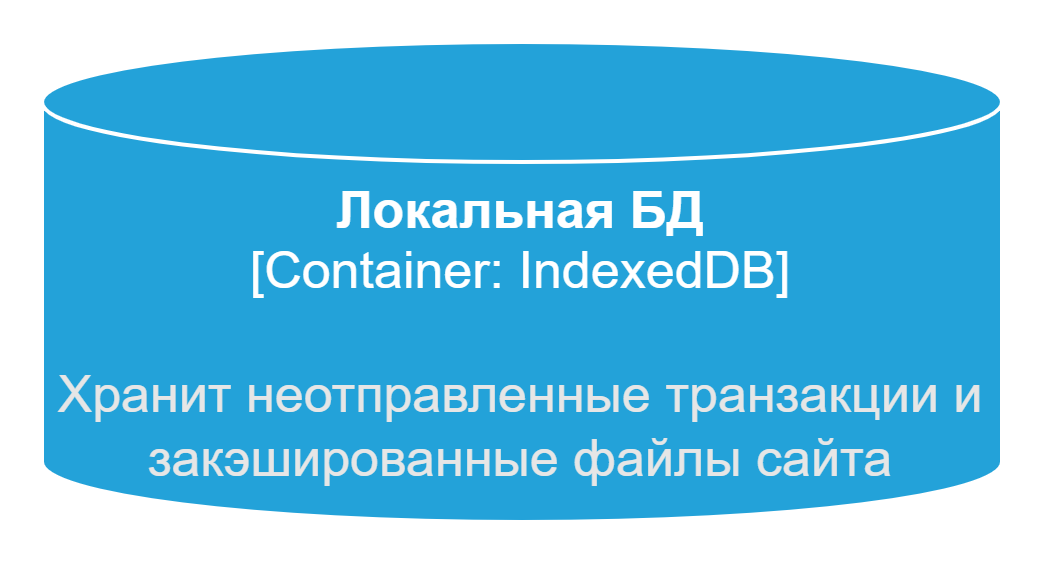 Локальная БД
[Container: IndexedDB]
Хранит неотправленные транзакции и
закэшированные файлы сайта